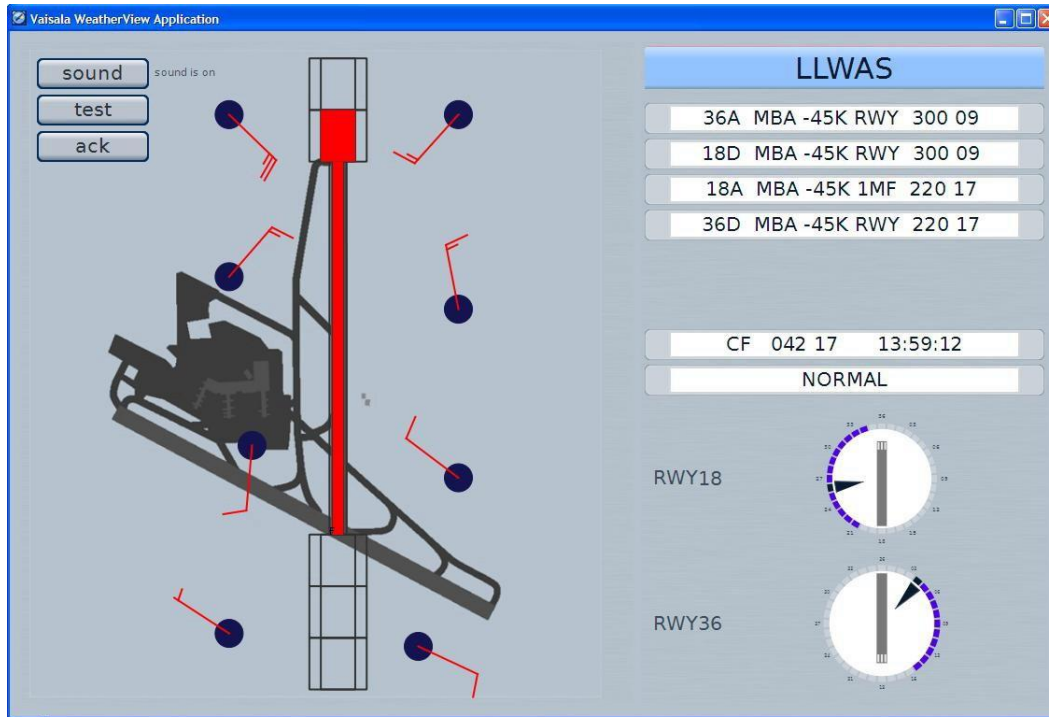 Vaisala WeatherView Application
sound
sound is on
test
ack
LLWAS
36A MBA -45K RWY 300 09
18D MBA -45K RWY 300 09
18A MBA -45K 1MF 220 17
36D MBA -45K RWY 220 17
CF 042 17 13:59:12
NORMAL
RWY18
RWY36